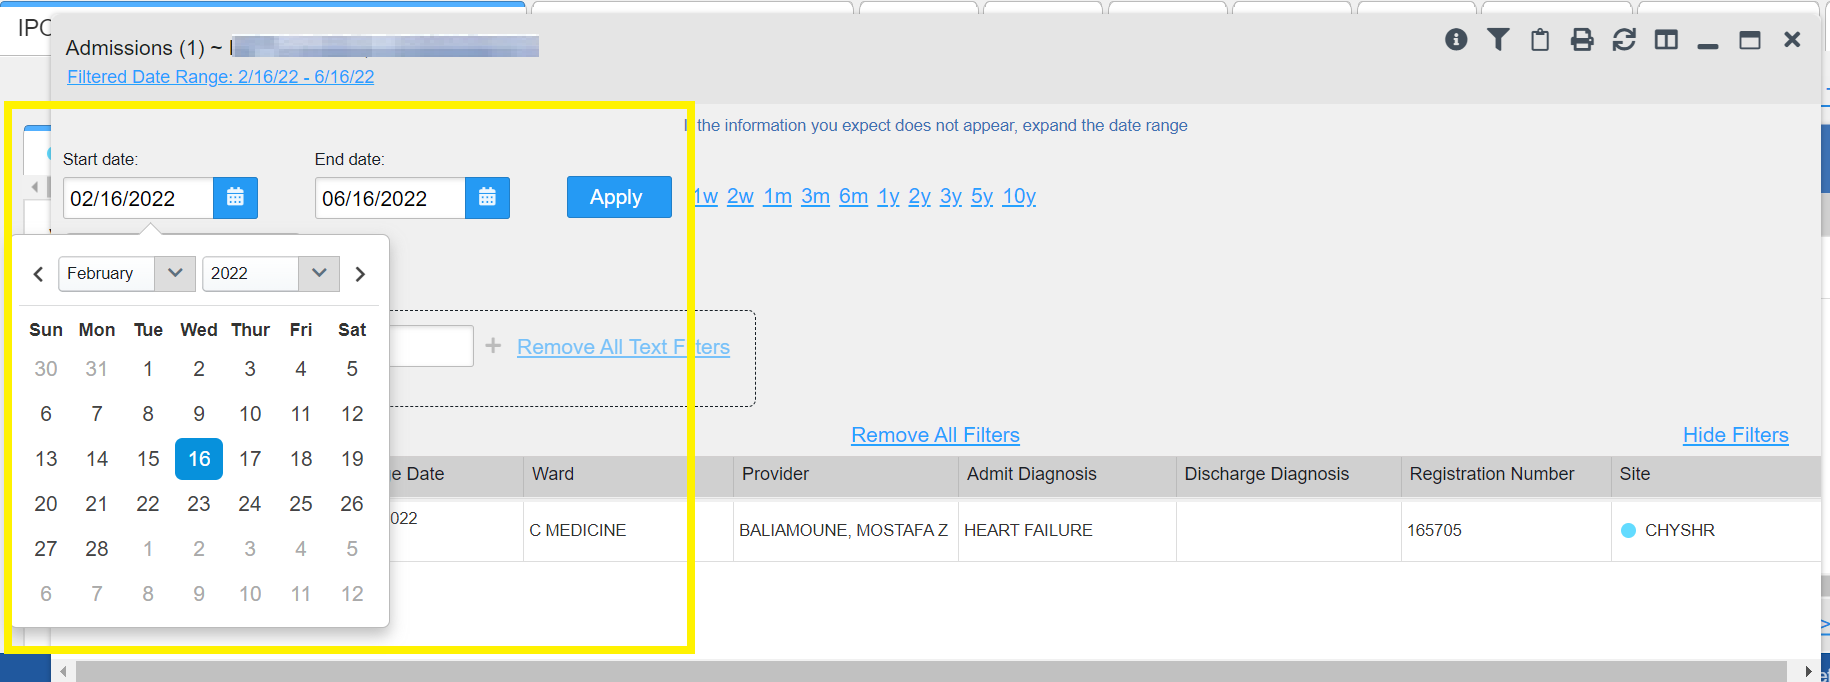 IPC
Admissions (1) ~
Filtered Date Range: 2/16/22 - 6/16/22
the information you expect does not appear, expand the date range
Start date:
End date:
02/16/2022
06/16/2022
Apply
1w 2w 1m 3m 6m 1y 2y 3y 5y 10y
February 2022
Sun Mon Tue Wed Thur Fri Sat
30 31 1 2 3 4 5
6 7 8 9 10 11 12
13 14 15 16 17 18 19
20 21 22 23 24 25 26
27 28 1 2 3 4 5
6 7 8 9 10 11 12
+ Remove All Text Filters
Remove All Filters
Hide Filters
e Date Ward Provider Admit Diagnosis Discharge Diagnosis Registration Number Site
022 C MEDICINE BALIAMOUNE, MOSTAFA Z HEART FAILURE 165705 CHYSHR